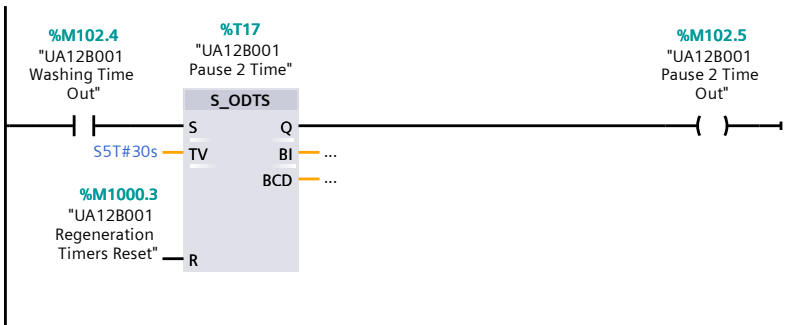 %M102.4
"UA12B001
Washing Time
Out"
%T17
"UA12B001
Pause 2 Time"
%M102.5
"UA12B001
Pause 2 Time
Out"
S_ODTS
S
Q
S5T#30s
TV
BI
...
BCD
...
%M1000.3
"UA12B001
Regeneration
Timers Reset"
R